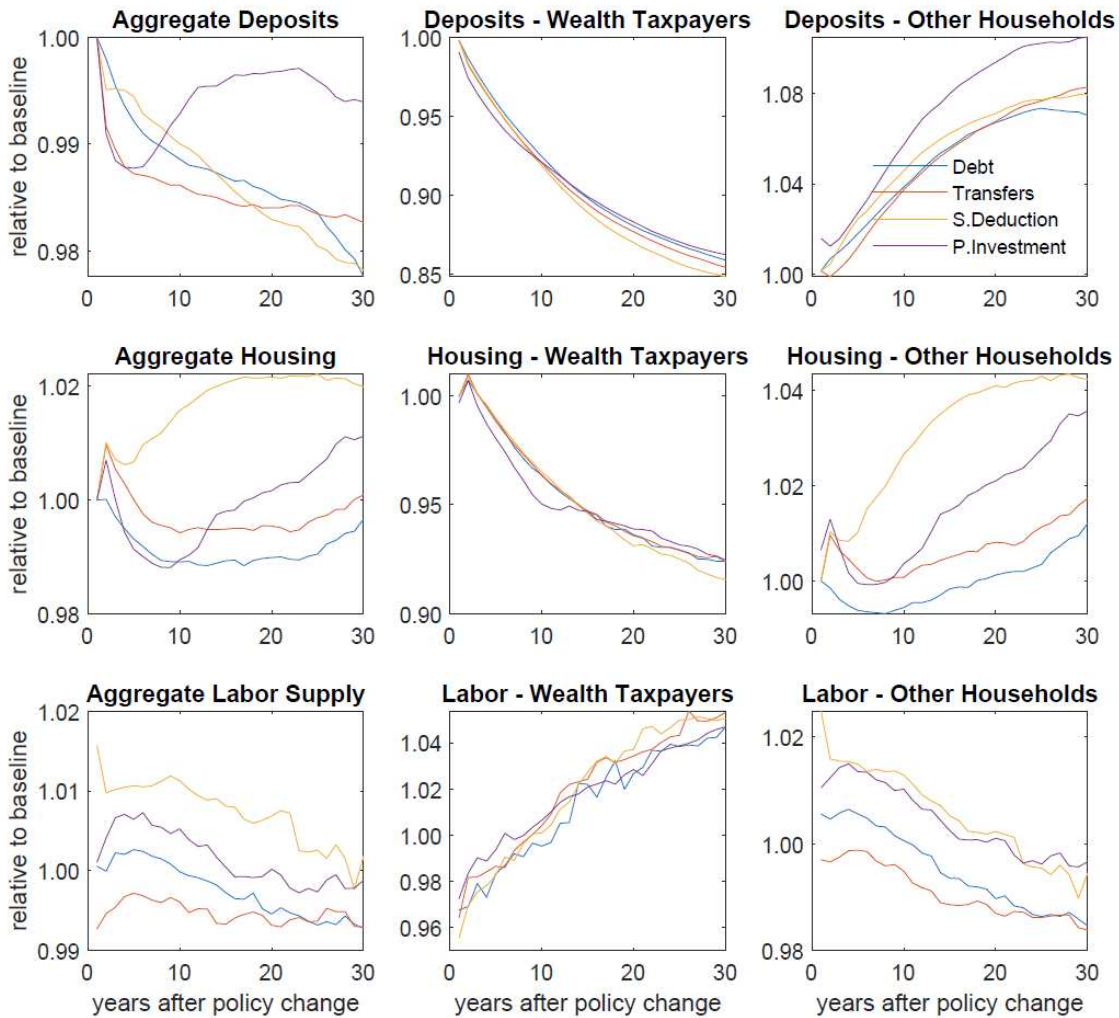 Aggregate Deposits
1.00
0.99
0.98
relative to baseline
0 10 20 30
Deposits - Wealth Taxpayers
1.00
0.95
0.90
0.85
0 10 20 30
Deposits - Other Households
1.08
1.04
1.00
0 10 20 30
Debt
Transfers
S.Deduction
P.Investment
Aggregate Housing
1.02
1.00
0.98
relative to baseline
0 10 20 30
Housing - Wealth Taxpayers
1.00
0.95
0.90
0 10 20 30
Housing - Other Households
1.04
1.02
1.00
0 10 20 30
Aggregate Labor Supply
1.02
1.01
1.00
0.99
relative to baseline
0 10 20 30
years after policy change
Labor - Wealth Taxpayers
1.04
1.02
1.00
0.98
0.96
0 10 20 30
years after policy change
Labor - Other Households
1.02
1.00
0.98
0 10 20 30
years after policy change